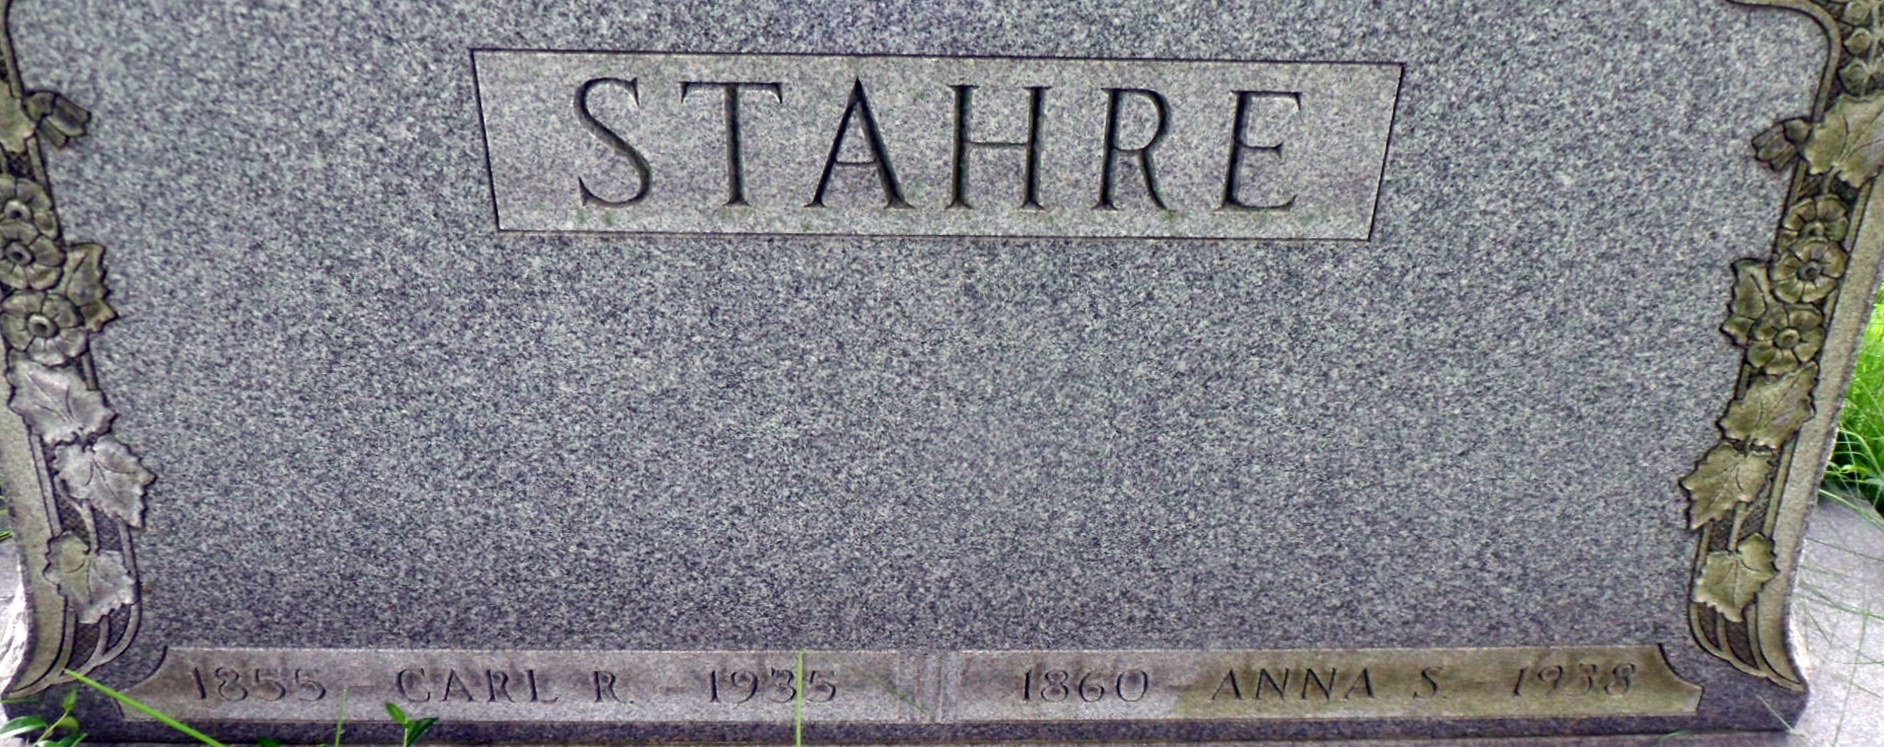 STAHRE
1855 - CARL R. - 1935
1860 - ANNA S. - 1938